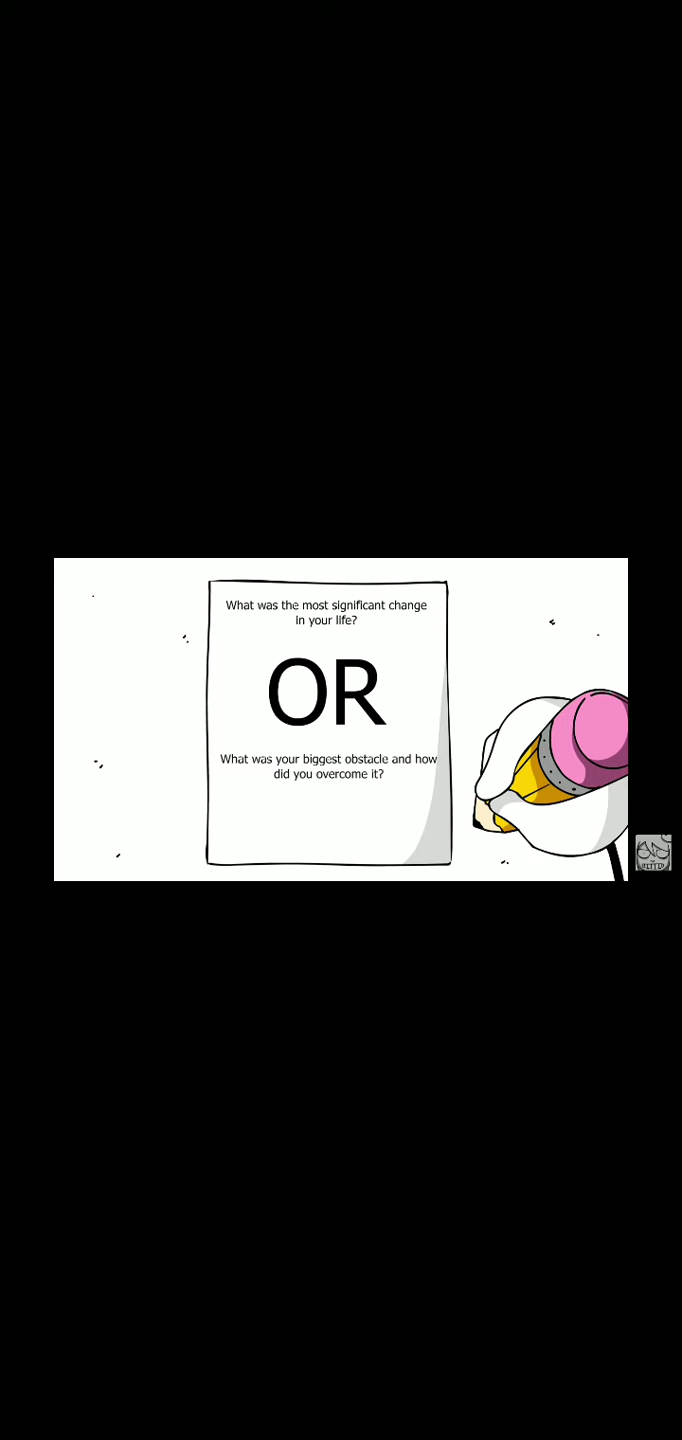 What was the most significant change
in your life?
OR
What was your biggest obstacle and how
did you overcome it?